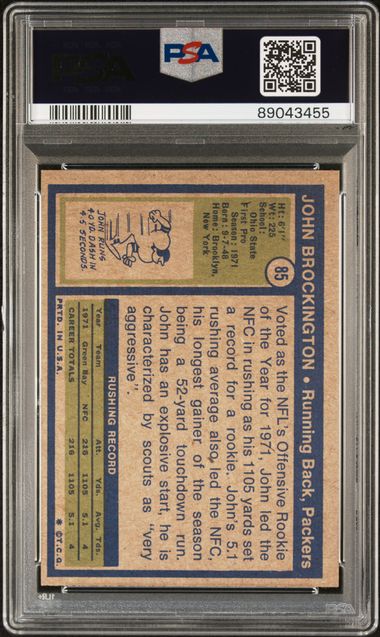 PSA
PSA
89043455
JOHN BROCKINGTON • Running Back, Packers
85
Ht: 6'1"
Wt: 225
School:
Ohio State
First Pro
Season: 1971
Born: 9-7-48
Home: Brooklyn,
New York
JOHN RUNS
40 YD. DASH IN
4.5 SECONDS.
Voted as the NFL's Offensive Rookie
of the Year for 1971, John led the
NFC in rushing as his 1105 yards set
a record for a rookie. John's 5.1
rushing average also led the NFC,
his longest gainer of the season
being a 52-yard touchdown run.
John has an explosive start, he is
characterized by scouts as "very
aggressive".
RUSHING RECORD
Year Team Att. Yds. Avg. Tds.
1971 Green Bay NFC 216 1105 5.1 4
CAREER TOTALS 216 1105 5.1 4
PRTD. IN U.S.A.
* © T.C.G.